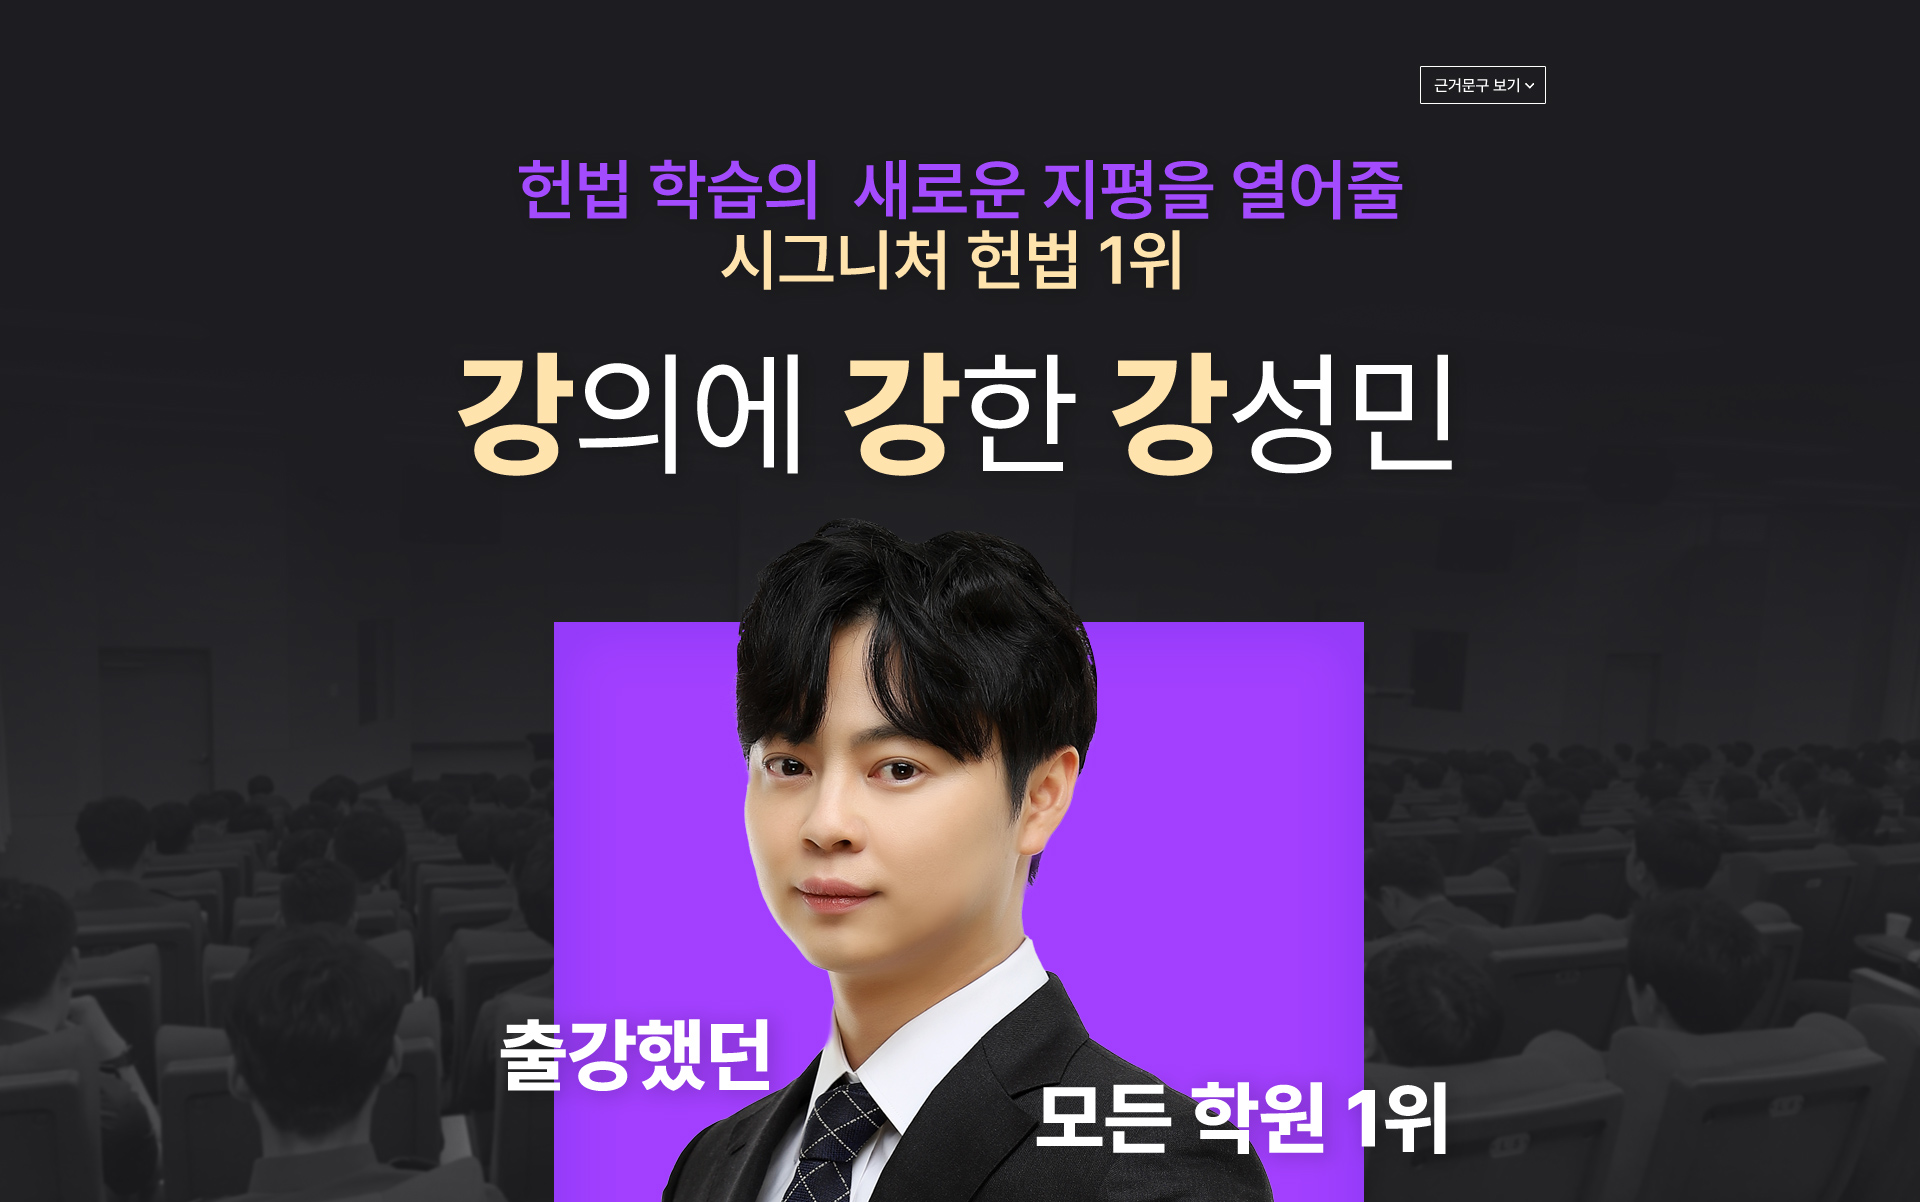 근거문구 보기
헌법 학습의 새로운 지평을 열어줄
시그니처 헌법 1위
강의에 강한 강성민
출강했던
모든 학원 1위